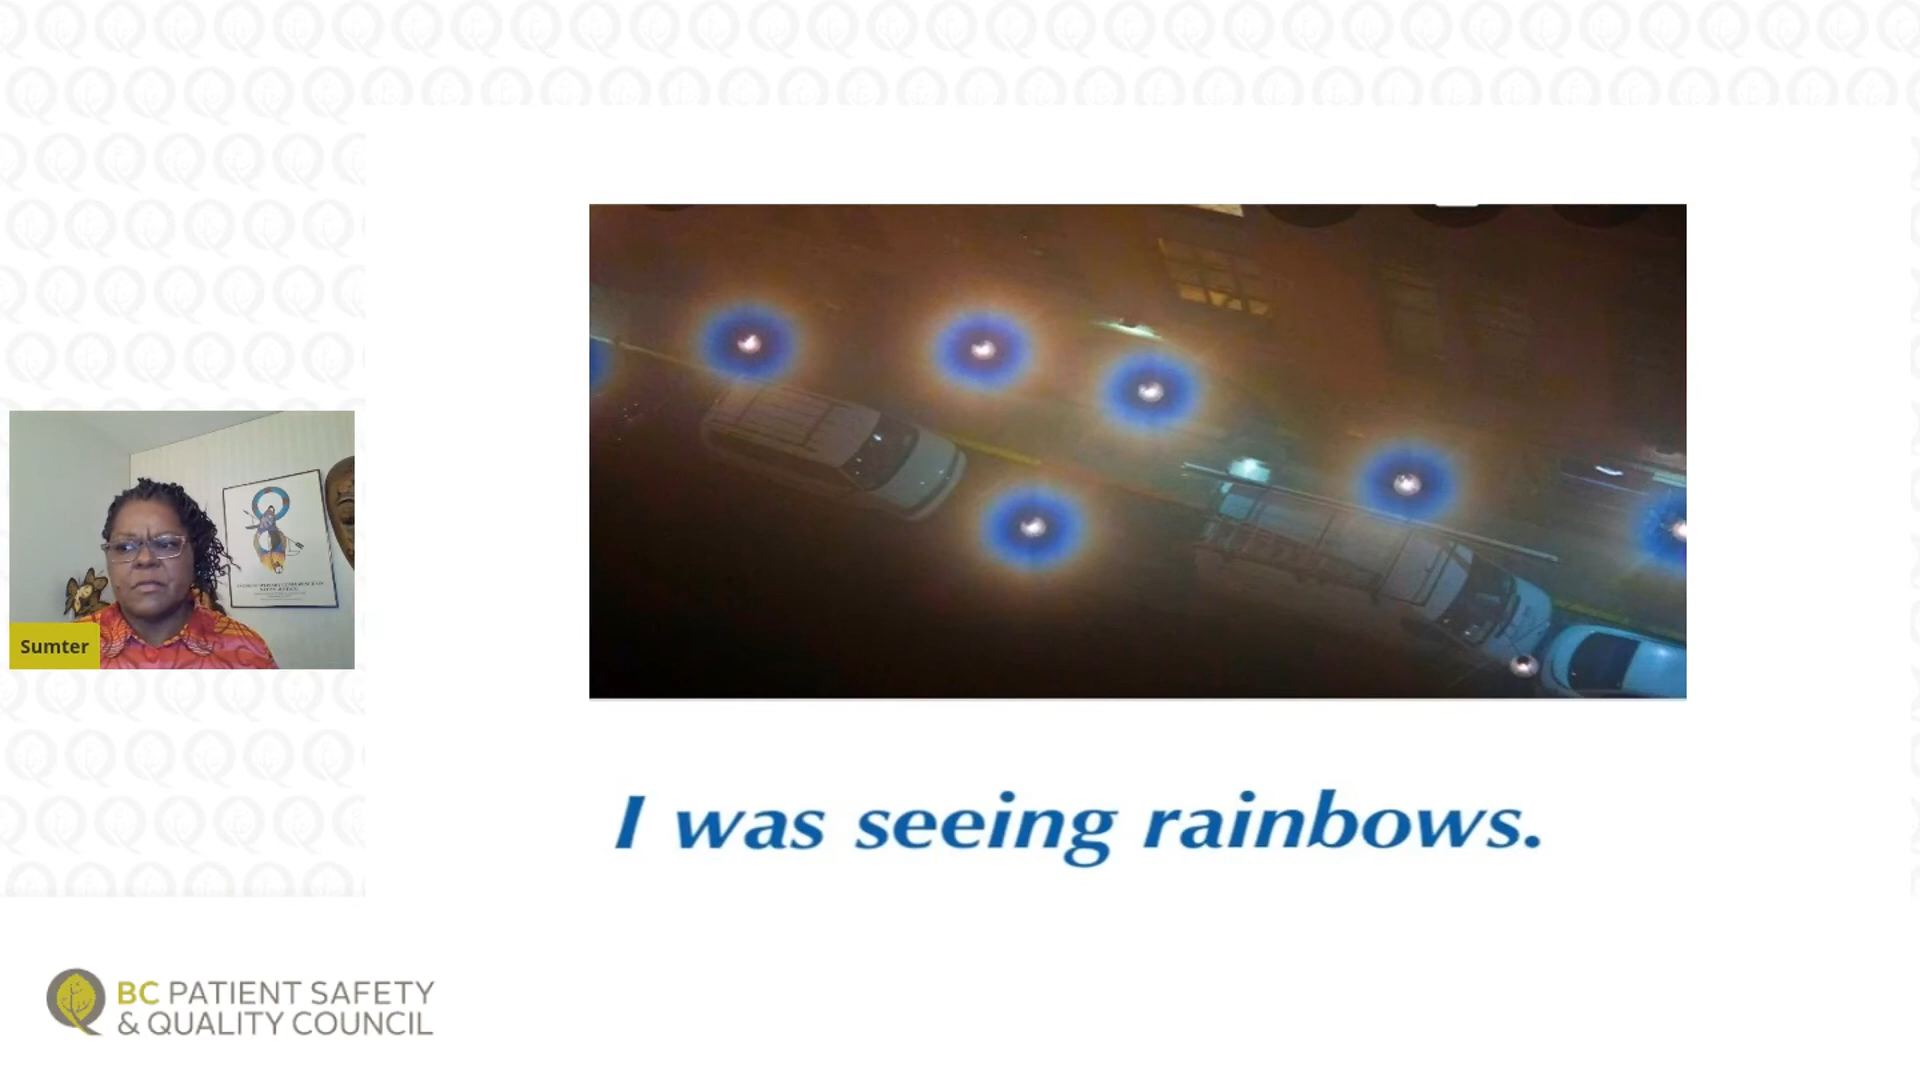 Sumter
I was seeing rainbows.
BC PATIENT SAFETY
& QUALITY COUNCIL